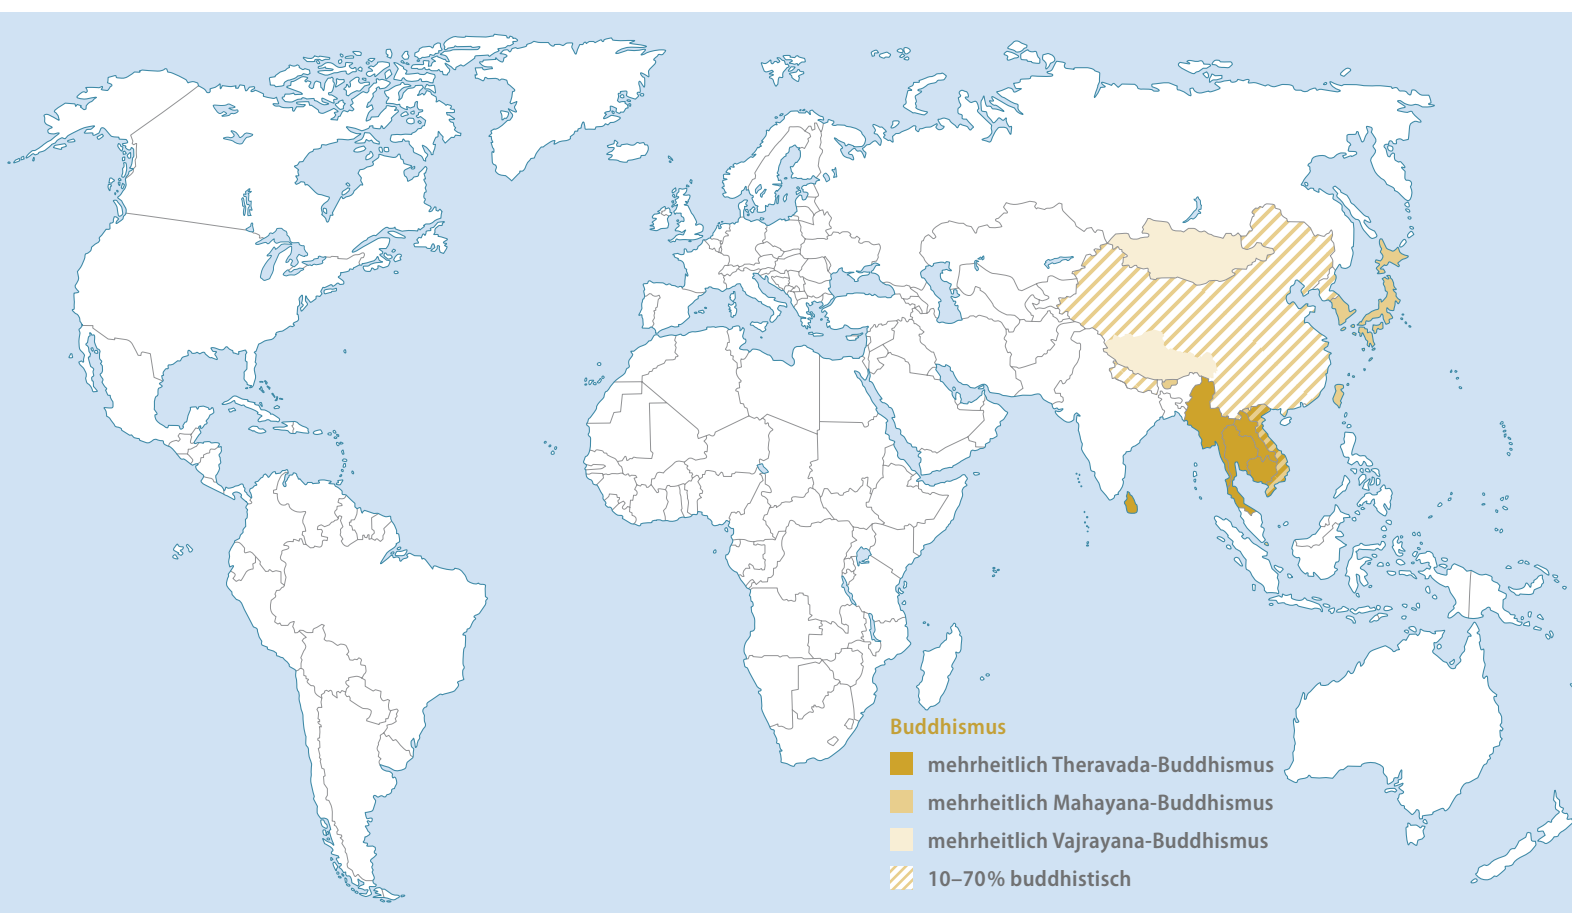 Buddhismus
mehrheitlich Theravada-Buddhismus
mehrheitlich Mahayana-Buddhismus
mehrheitlich Vajrayana-Buddhismus
10–70% buddhistisch